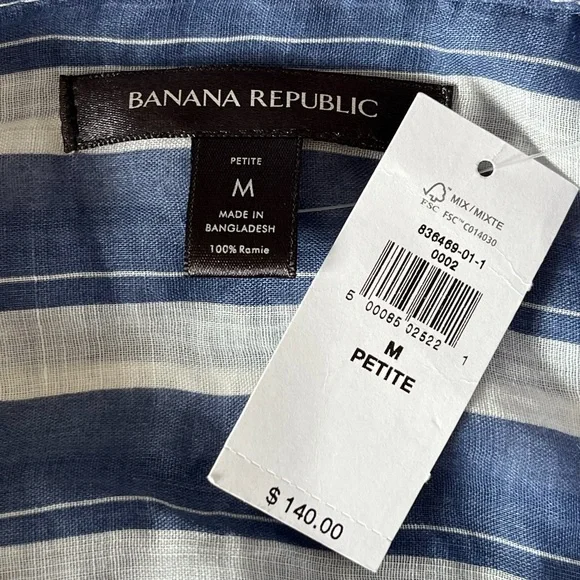 BANANA REPUBLIC
PETITE
M
MADE IN
BANGLADESH
100% Ramie
FSC
MIX/MIXTE
FSC™ C014030
836469-01-1
0002
5 00085 02522 1
M
PETITE
$ 140.00